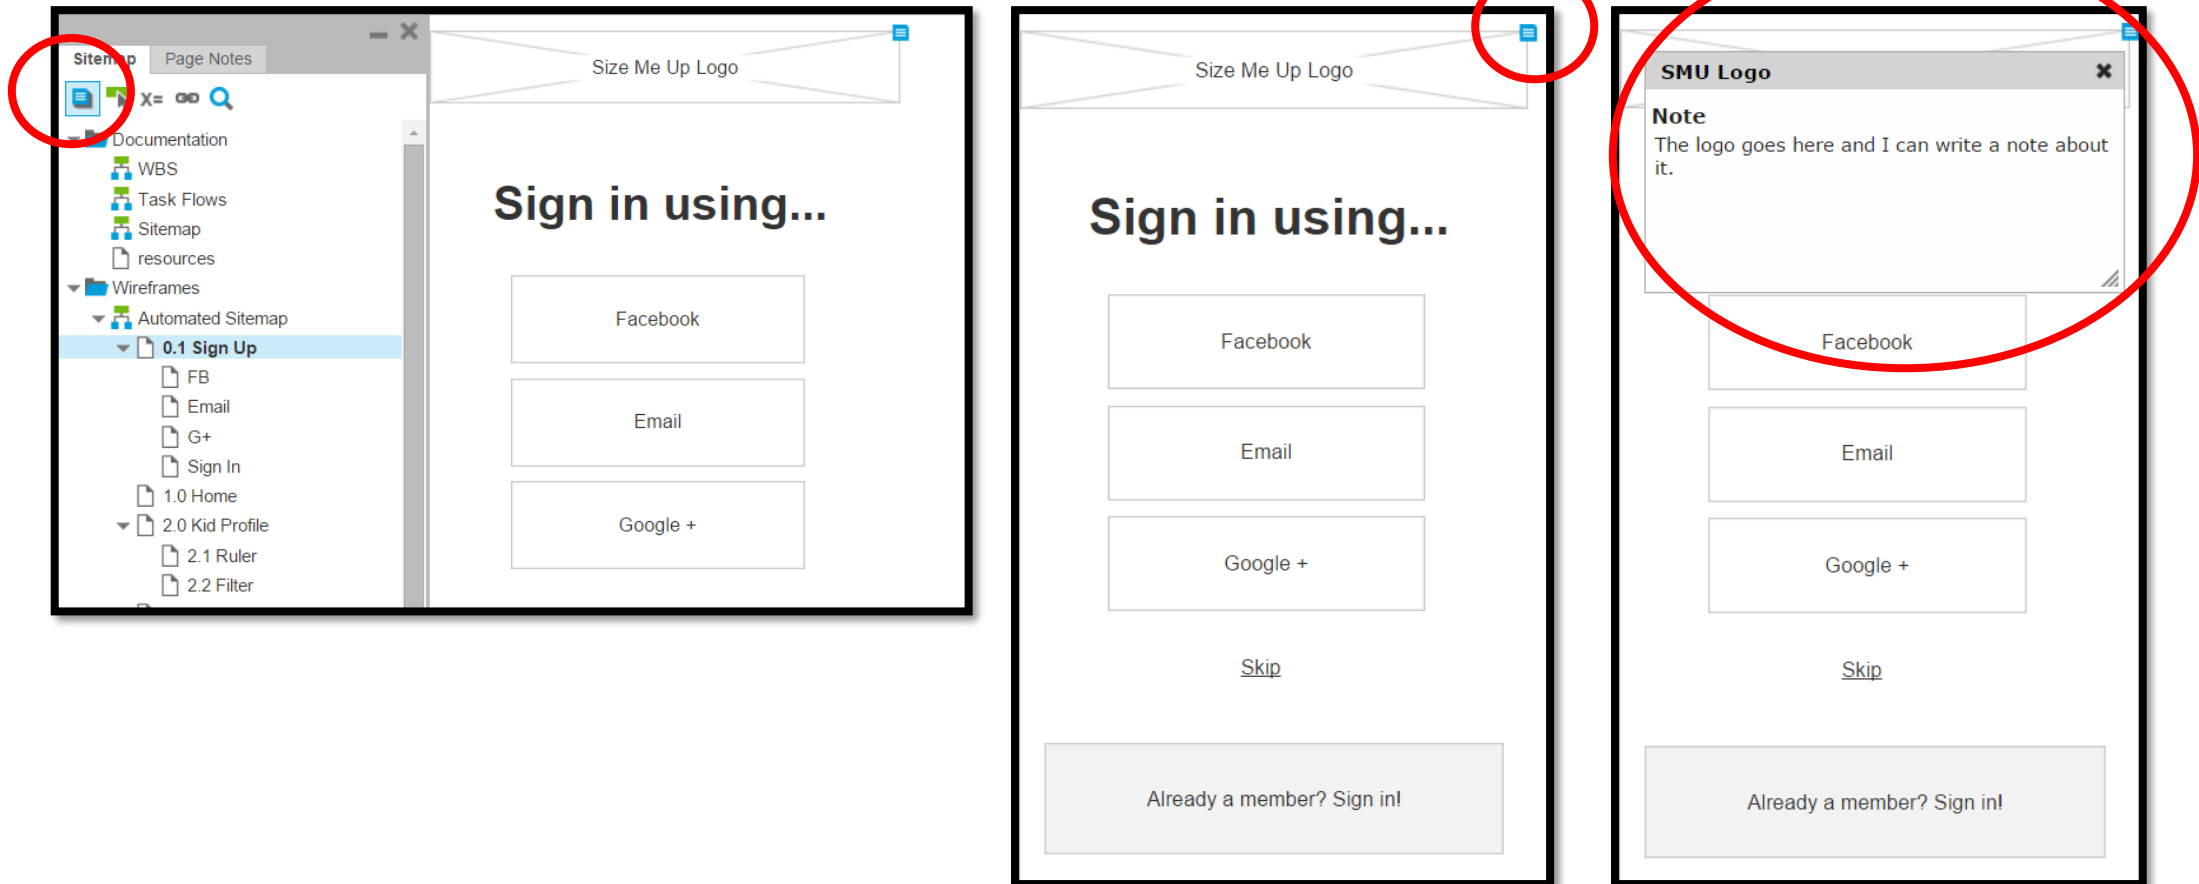 Sitemap
Page Notes
X=
Documentation
WBS
Task Flows
Sitemap
resources
Wireframes
Automated Sitemap
0.1 Sign Up
FB
Email
G+
Sign In
1.0 Home
2.0 Kid Profile
2.1 Ruler
2.2 Filter
Size Me Up Logo
Sign in using...
Facebook
Email
Google +
Size Me Up Logo
Sign in using...
Facebook
Email
Google +
Skip
Already a member? Sign in!
SMU Logo
Note
The logo goes here and I can write a note about
it.
Facebook
Email
Google +
Skip
Already a member? Sign in!